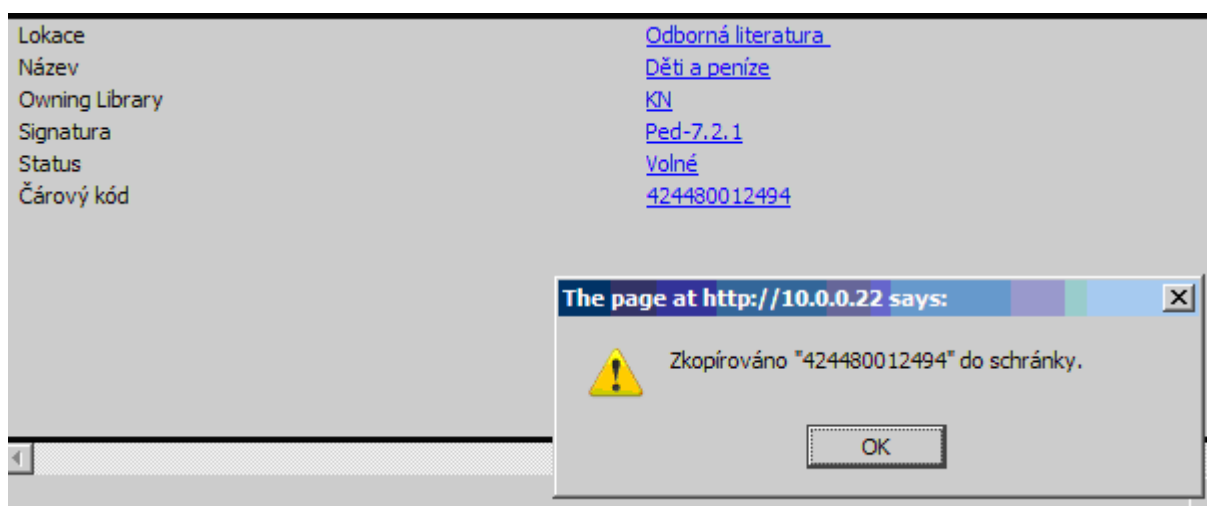 Lokace Odborná literatura
Název Děti a peníze
Owning Library KN
Signatura Ped-7.2.1
Status Volné
Čárový kód 424480012494
The page at http://10.0.0.22 says:
Zkopírováno "424480012494" do schránky.
OK